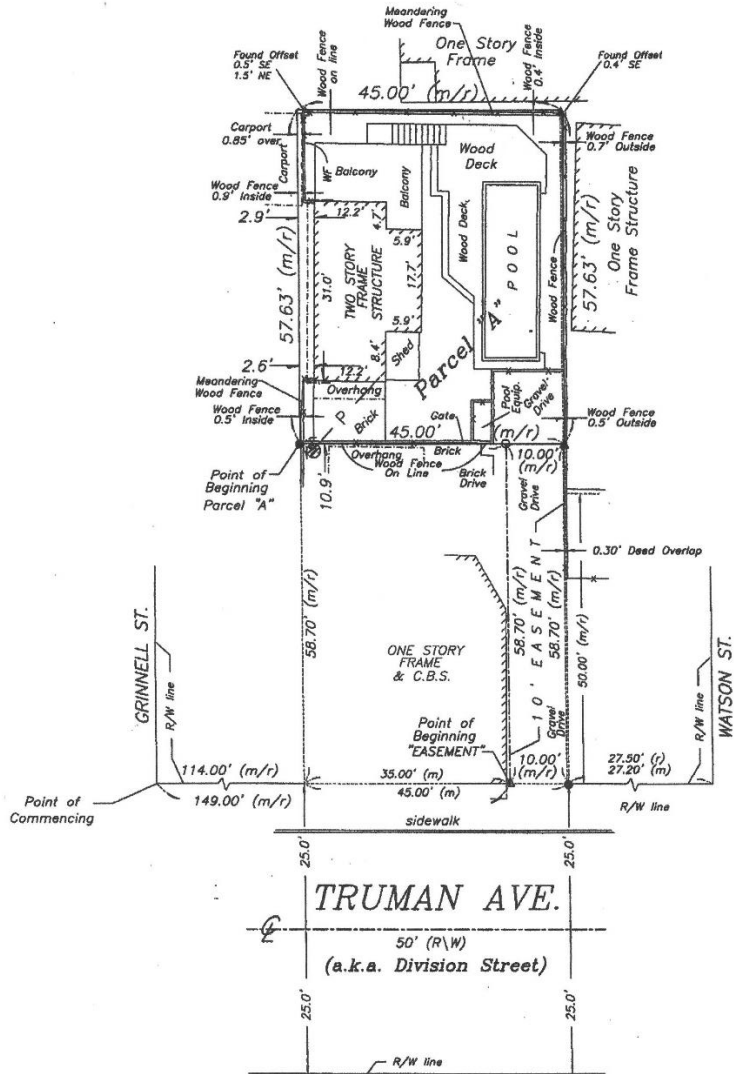 Meandering
Wood Fence
One Story
Frame
Found Offset
0.5' SE
1.5' NE
Wood Fence
on line
45.00' (m/r)
Wood Fence
0.4' Inside
Found Offset
0.4' SE
Carport
0.85' over
Carport
WF
Balcony
Balcony
Wood
Deck
Wood Fence
0.7' Outside
Wood Fence
0.9' Inside
2.9'
12.2'
4.7'
5.9'
Wood Deck
POOL
Wood Fence
57.63' (m/r)
One Story
Frame Structure
57.63' (m/r)
31.0'
TWO STORY
FRAME
STRUCTURE
17.7'
5.9'
8.4'
Shed
Parcel "A"
2.6'
12.2'
Meandering
Wood Fence
Overhang
Wood Fence
0.5' Inside
P
Brick
45.00'
Gate
Pool
Equip.
Gravel
Drive
(m/r)
Wood Fence
0.5' Outside
Point of
Beginning
Parcel "A"
10.9'
Overhang
Wood Fence
On Line
Brick
Brick
Drive
10.00'
(m/r)
Gravel Drive
0.30' Deed Overlap
58.70' (m/r)
58.70' (m/r)
58.70' (m/r)
10' EASEMENT
50.00' (m/r)
GRINNELL ST.
R/W line
ONE STORY
FRAME
& C.B.S.
Gravel
Drive
WATSON ST.
R/W line
Point of
Beginning
"EASEMENT"
114.00' (m/r)
149.00' (m/r)
Point of
Commencing
35.00' (m)
45.00' (m)
10.00'
(m/r)
27.50' (r)
27.20' (m)
R/W line
sidewalk
25.0'
25.0'
TRUMAN AVE.
50' (R\W)
(a.k.a. Division Street)
25.0'
25.0'
R/W line